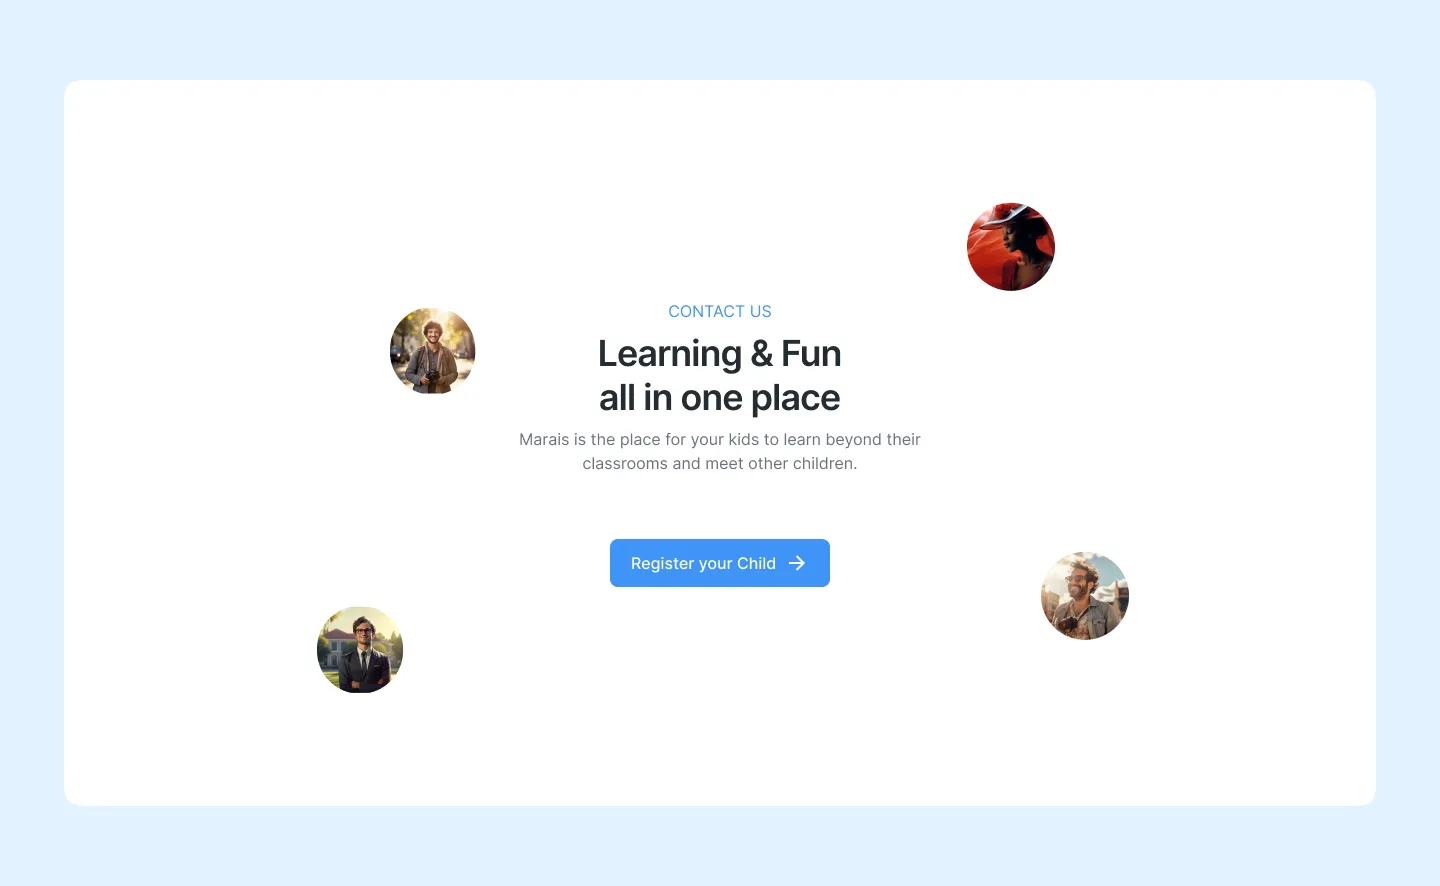 CONTACT US
Learning & Fun
all in one place
Marais is the place for your kids to learn beyond their
classrooms and meet other children.
Register your Child